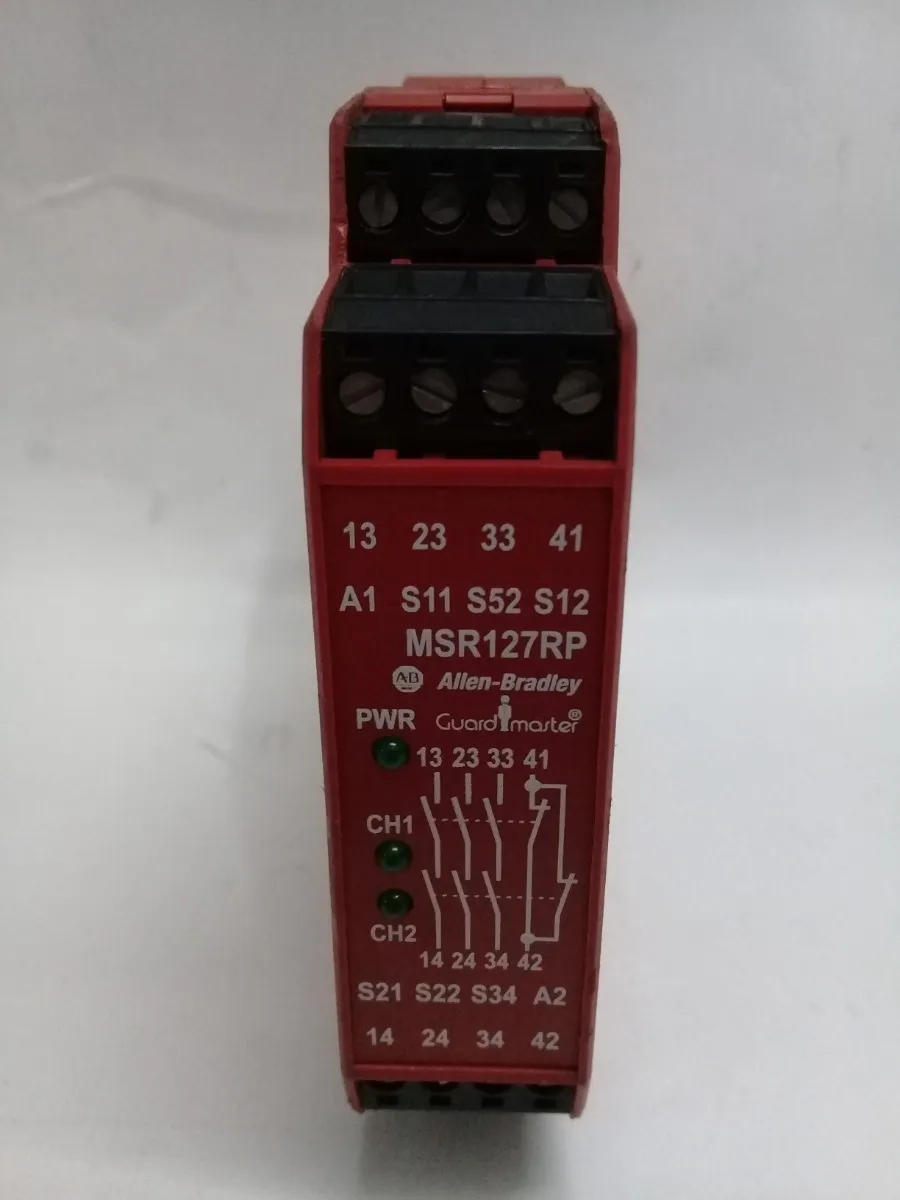 13 23 33 41
A1 S11 S52 S12
MSR127RP
AB Allen-Bradley
PWR Guardmaster®
13 23 33 41
CH1
CH2
14 24 34 42
S21 S22 S34 A2
14 24 34 42